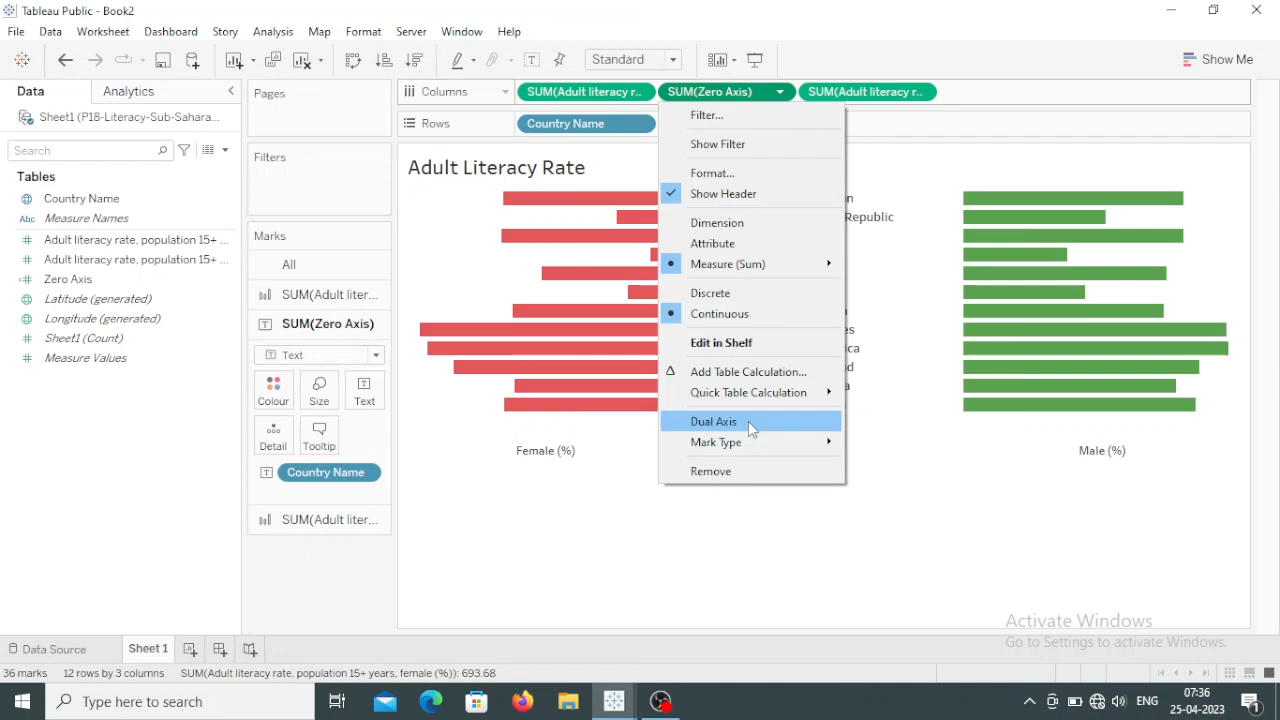 Tableau Public - Book2
File Data Worksheet Dashboard Story Analysis Map Format Server Window Help
Standard
Show Me
Data Analytics
Sheet1 (P18-Literacy-Sub-Sahara...
Search
Tables
Country Name
Abc Measure Names
Adult literacy rate, population 15+ ...
Adult literacy rate, population 15+ ...
Zero Axis
Latitude (generated)
Longitude (generated)
Sheet1 (Count)
Measure Values
Pages
Filters
Marks
All
SUM(Adult liter...
SUM(Zero Axis)
Text
Colour Size Text
Detail Tooltip
Country Name
SUM(Adult liter...
Columns SUM(Adult literacy r.. SUM(Zero Axis) SUM(Adult literacy r..
Rows Country Name
Adult Literacy Rate
Filter...
Show Filter
Format...
Show Header
Dimension
Attribute
Measure (Sum)
Discrete
Continuous
Edit in Shelf
Add Table Calculation...
Quick Table Calculation
Dual Axis
Mark Type
Remove
n
Republic
a
es
ica
d
a
Female (%) Male (%)
Activate Windows
Go to Settings to activate Windows.
Data Source Sheet 1
36 marks 12 rows by 3 columns SUM(Adult literacy rate, population 15+ years, female (%)): 693.68
Type here to search
ENG
07:36
25-04-2023
1